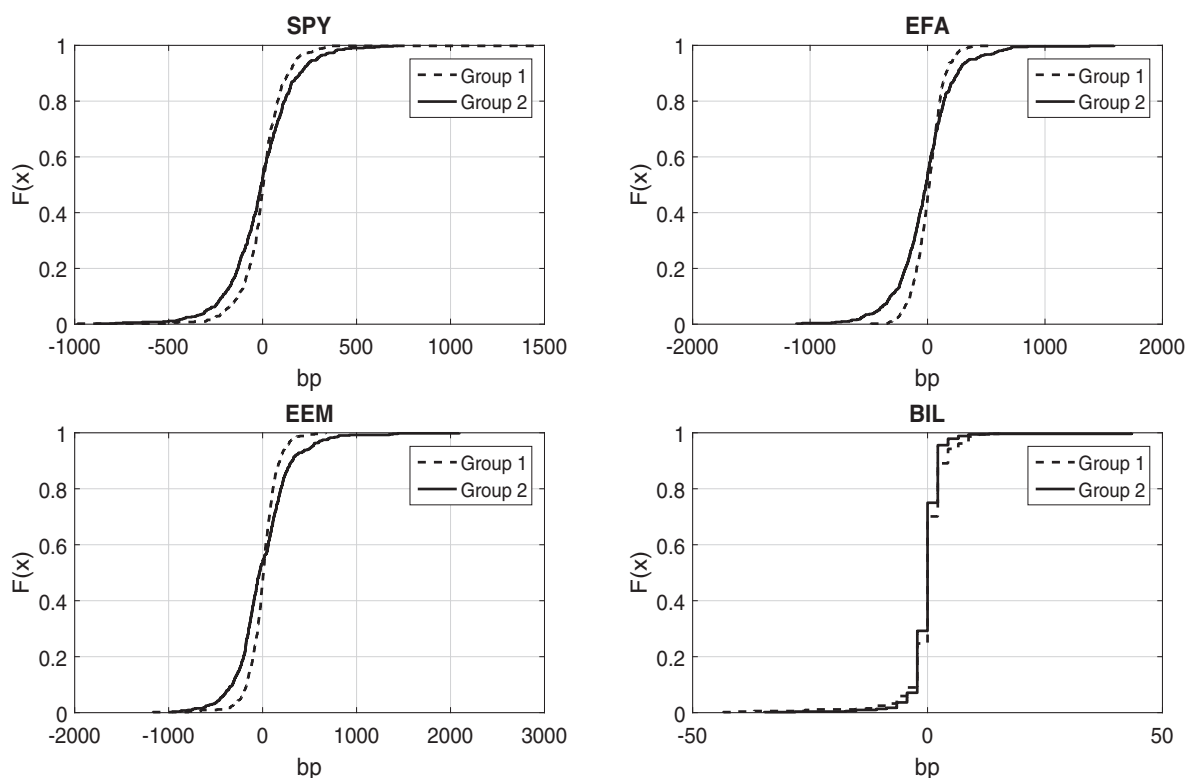 SPY
F(x)
1
0.8
0.6
0.4
0.2
0
-1000 -500 0 500 1000 1500
bp
Group 1
Group 2
EFA
F(x)
1
0.8
0.6
0.4
0.2
0
-2000 -1000 0 1000 2000
bp
Group 1
Group 2
EEM
F(x)
1
0.8
0.6
0.4
0.2
0
-2000 -1000 0 1000 2000 3000
bp
Group 1
Group 2
BIL
F(x)
1
0.8
0.6
0.4
0.2
0
-50 0 50
bp
Group 1
Group 2